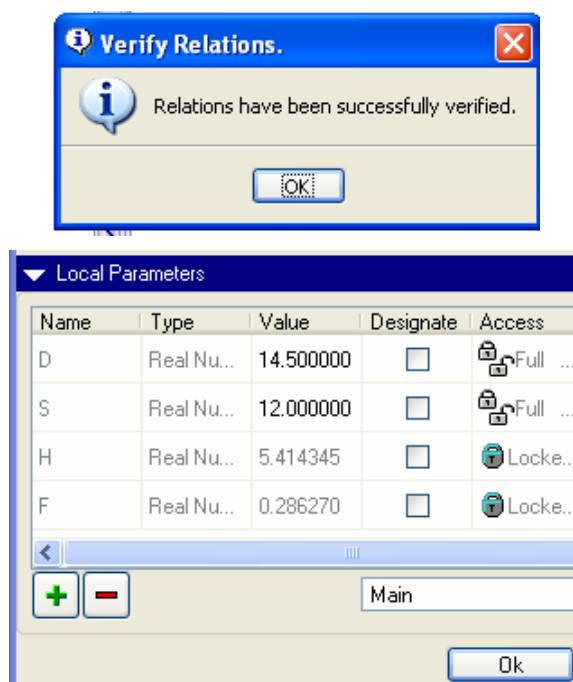 Verify Relations.
Relations have been successfully verified.
OK
Local Parameters
Name Type Value Designate Access
D Real Nu... 14.500000 Full ...
S Real Nu... 12.000000 Full ...
H Real Nu... 5.414345 Locke...
F Real Nu... 0.286270 Locke...
Main
Ok